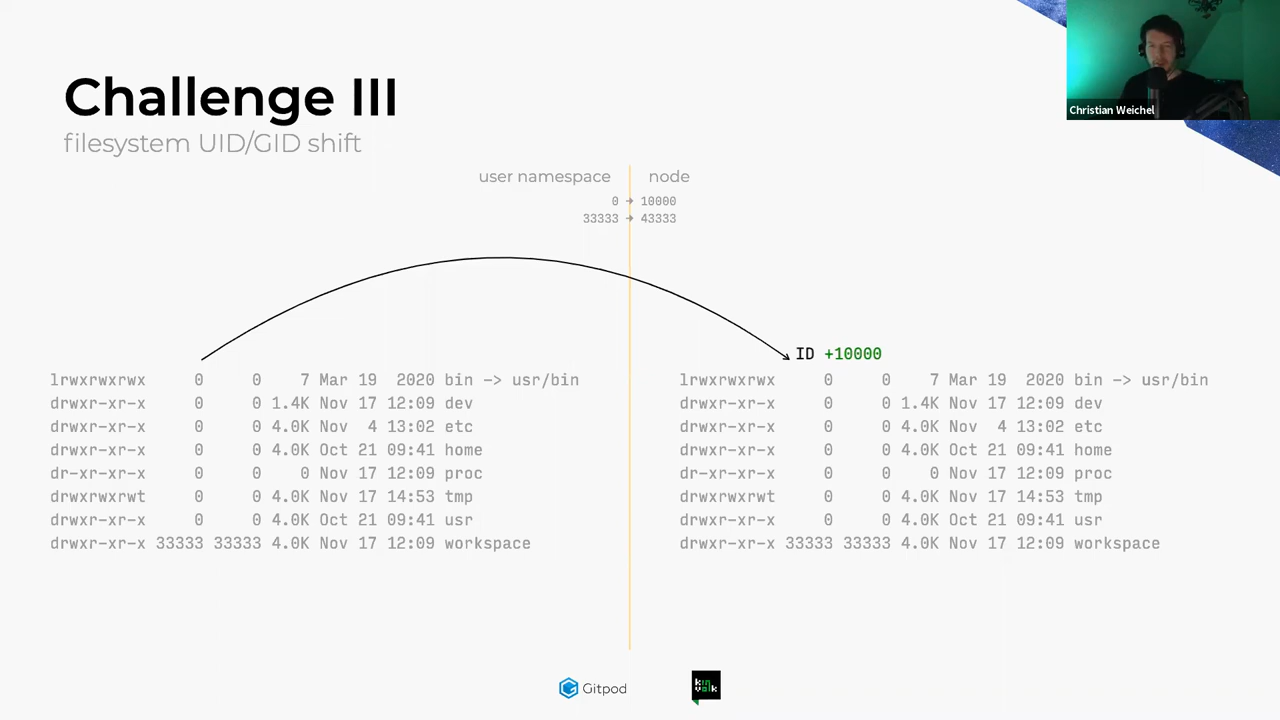 Challenge III
filesystem UID/GID shift
Christian Weichel
user namespace node
0 → 10000
33333 → 43333
ID +10000
lrwxrwxrwx 0 0 7 Mar 19 2020 bin -> usr/bin
drwxr-xr-x 0 0 1.4K Nov 17 12:09 dev
drwxr-xr-x 0 0 4.0K Nov 4 13:02 etc
drwxr-xr-x 0 0 4.0K Oct 21 09:41 home
dr-xr-xr-x 0 0 0 Nov 17 12:09 proc
drwxrwxrwt 0 0 4.0K Nov 17 14:53 tmp
drwxr-xr-x 0 0 4.0K Oct 21 09:41 usr
drwxr-xr-x 33333 33333 4.0K Nov 17 12:09 workspace
lrwxrwxrwx 0 0 7 Mar 19 2020 bin -> usr/bin
drwxr-xr-x 0 0 1.4K Nov 17 12:09 dev
drwxr-xr-x 0 0 4.0K Nov 4 13:02 etc
drwxr-xr-x 0 0 4.0K Oct 21 09:41 home
dr-xr-xr-x 0 0 0 Nov 17 12:09 proc
drwxrwxrwt 0 0 4.0K Nov 17 14:53 tmp
drwxr-xr-x 0 0 4.0K Oct 21 09:41 usr
drwxr-xr-x 33333 33333 4.0K Nov 17 12:09 workspace
Gitpod
kin
volk